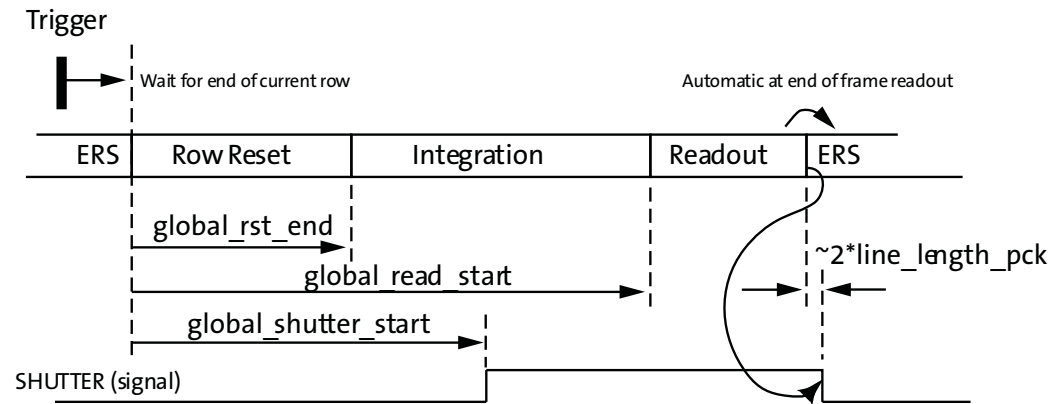 Trigger
Wait for end of current row
Automatic at end of frame readout
ERS Row Reset Integration Readout ERS
global_rst_end
~2*line_length_pck
global_read_start
global_shutter_start
SHUTTER (signal)